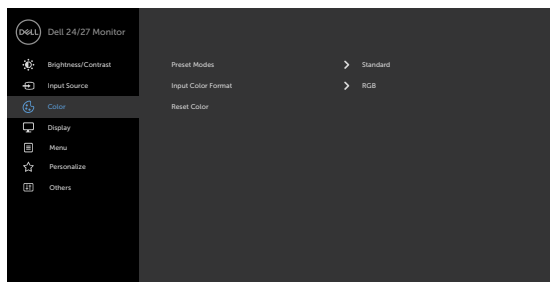 DELL Dell 24/27 Monitor
Brightness/Contrast Preset Modes Standard
Input Source Input Color Format RGB
Color Reset Color
Display
Menu
Personalize
Others